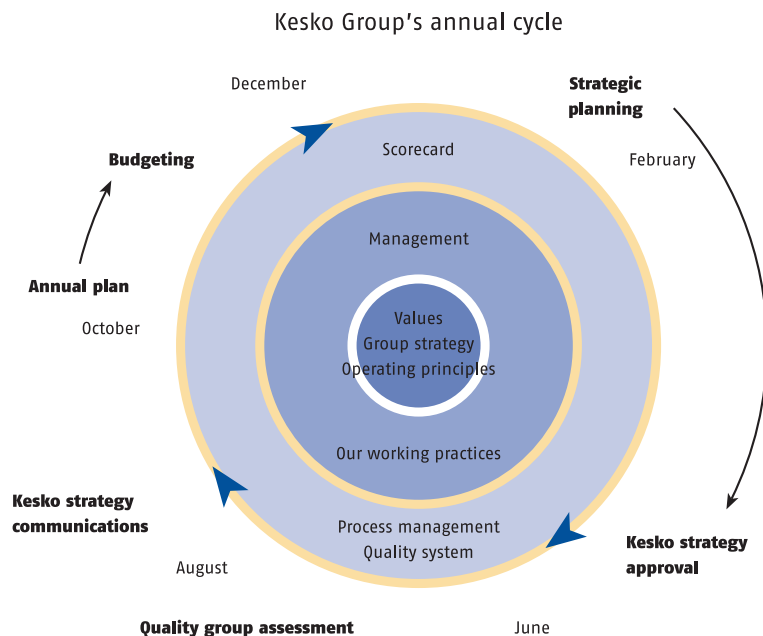 Kesko Group's annual cycle
December
Strategic
planning
Budgeting
Scorecard
February
Management
Annual plan
October
Values
Group strategy
Operating principles
Our working practices
Kesko strategy
communications
Process management
Quality system
Kesko strategy
approval
August
Quality group assessment
June